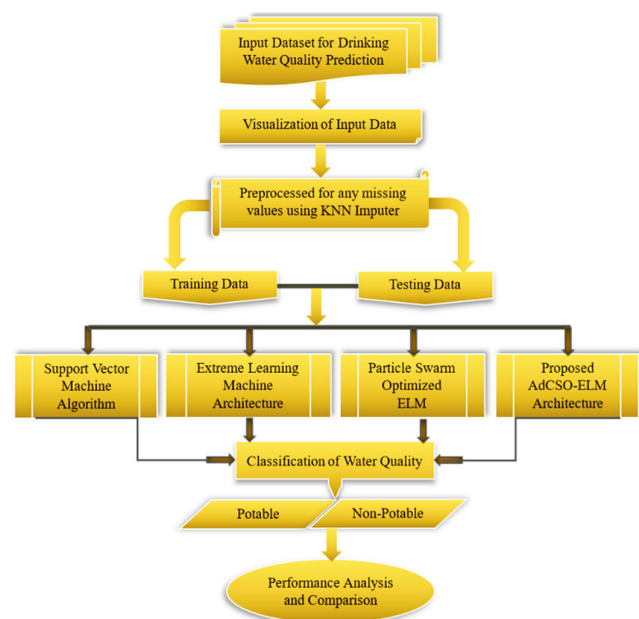 Input Dataset for Drinking
Water Quality Prediction
Visualization of Input Data
Preprocessed for any missing
values using KNN Imputer
Training Data
Testing Data
Support Vector
Machine
Algorithm
Extreme Learning
Machine
Architecture
Particle Swarm
Optimized
ELM
Proposed
AdCSO-ELM
Architecture
Classification of Water Quality
Potable
Non-Potable
Performance Analysis
and Comparison